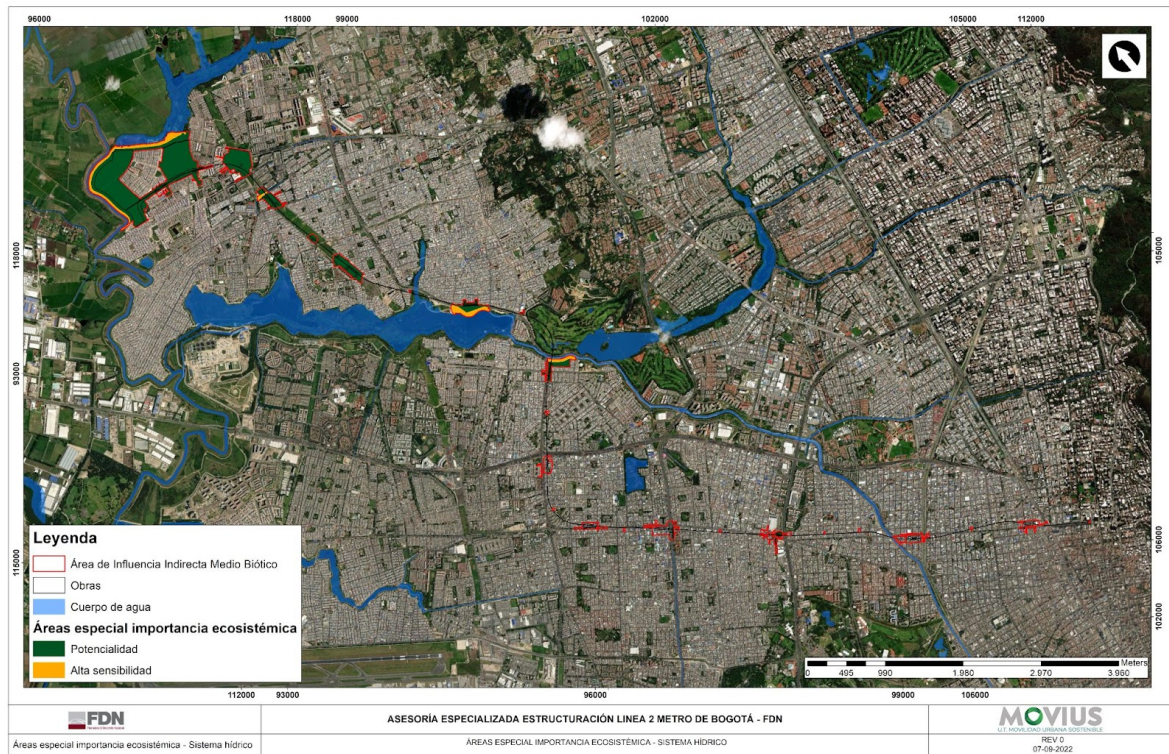 96000 118000 99000 102000 105000 112000
118000
93000
115000
105000
106000
102000
Leyenda
Área de Influencia Indirecta Medio Biótico
Obras
Cuerpo de agua
Áreas especial importancia ecosistémica
Potencialidad
Alta sensibilidad
Meters
0 495 990 1.980 2.970 3.960
112000 93000 96000 99000 106000
FDN
ASESORÍA ESPECIALIZADA ESTRUCTURACIÓN LINEA 2 METRO DE BOGOTÁ - FDN
MOVIUS
U.T. MOVILIDAD URBANA SOSTENIBLE
Áreas especial importancia ecosistémica - Sistema hídrico
ÁREAS ESPECIAL IMPORTANCIA ECOSISTÉMICA - SISTEMA HÍDRICO
REV 0
07-09-2022